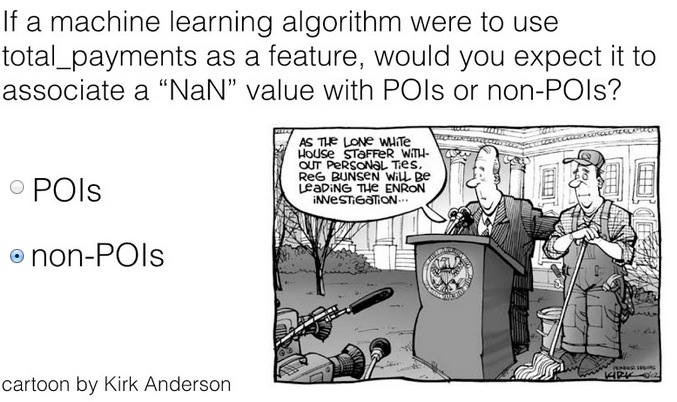 If a machine learning algorithm were to use
total_payments as a feature, would you expect it to
associate a “NaN” value with POIs or non-POIs?
AS THE LONE WHITE
HOUSE STAFFER WITH-
OUT PERSONAL TIES,
REG BUNSEN WILL BE
LEADING THE ENRON
INVESTIGATION...
POIs
non-POIs
KIRK
cartoon by Kirk Anderson